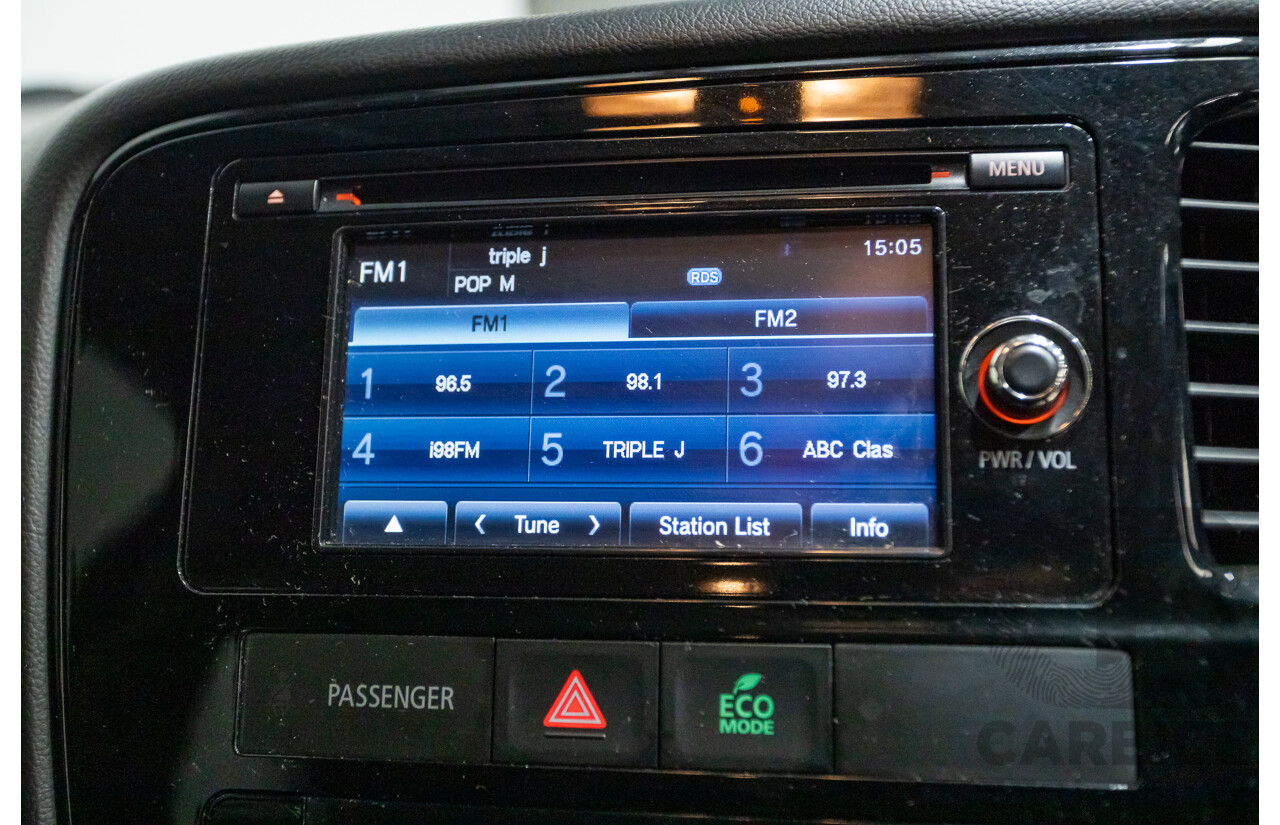 MENU
triple j
15:05
FM1
POP M
RDS
FM1 FM2
1 96.5 2 98.1 3 97.3
4 i98FM 5 TRIPLE J 6 ABC Clas
Tune Station List Info
PWR/VOL
PASSENGER
ECO
MODE